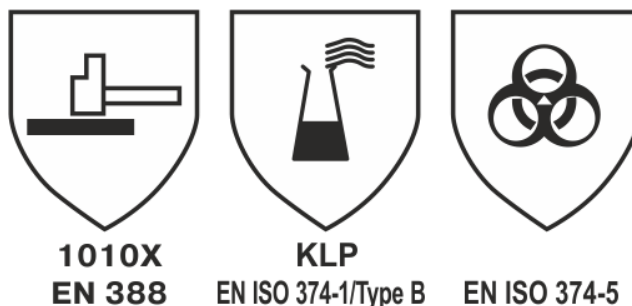 1010X
EN 388
KLP
EN ISO 374-1/Type B
EN ISO 374-5